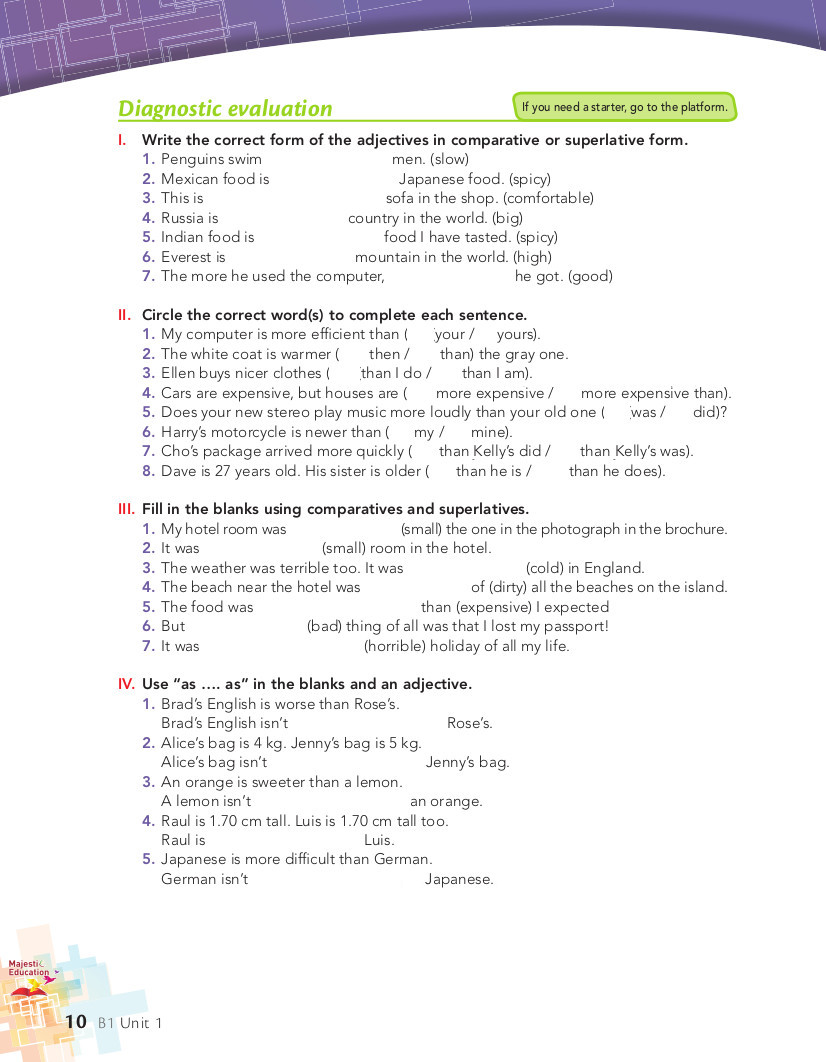 Diagnostic evaluation
If you need a starter, go to the platform.
I. Write the correct form of the adjectives in comparative or superlative form.
1. Penguins swim men. (slow)
2. Mexican food is Japanese food. (spicy)
3. This is sofa in the shop. (comfortable)
4. Russia is country in the world. (big)
5. Indian food is food I have tasted. (spicy)
6. Everest is mountain in the world. (high)
7. The more he used the computer, he got. (good)
II. Circle the correct word(s) to complete each sentence.
1. My computer is more efficient than ( your / yours).
2. The white coat is warmer ( then / than) the gray one.
3. Ellen buys nicer clothes ( than I do / than I am).
4. Cars are expensive, but houses are ( more expensive / more expensive than).
5. Does your new stereo play music more loudly than your old one ( was / did)?
6. Harry's motorcycle is newer than ( my / mine).
7. Cho's package arrived more quickly ( than Kelly's did / than Kelly's was).
8. Dave is 27 years old. His sister is older ( than he is / than he does).
III. Fill in the blanks using comparatives and superlatives.
1. My hotel room was (small) the one in the photograph in the brochure.
2. It was (small) room in the hotel.
3. The weather was terrible too. It was (cold) in England.
4. The beach near the hotel was of (dirty) all the beaches on the island.
5. The food was than (expensive) I expected
6. But (bad) thing of all was that I lost my passport!
7. It was (horrible) holiday of all my life.
IV. Use "as .... as" in the blanks and an adjective.
1. Brad's English is worse than Rose's.
Brad's English isn't Rose's.
2. Alice's bag is 4 kg. Jenny's bag is 5 kg.
Alice's bag isn't Jenny's bag.
3. An orange is sweeter than a lemon.
A lemon isn't an orange.
4. Raul is 1.70 cm tall. Luis is 1.70 cm tall too.
Raul is Luis.
5. Japanese is more difficult than German.
German isn't Japanese.
Majestic
Education
10 B1 Unit 1